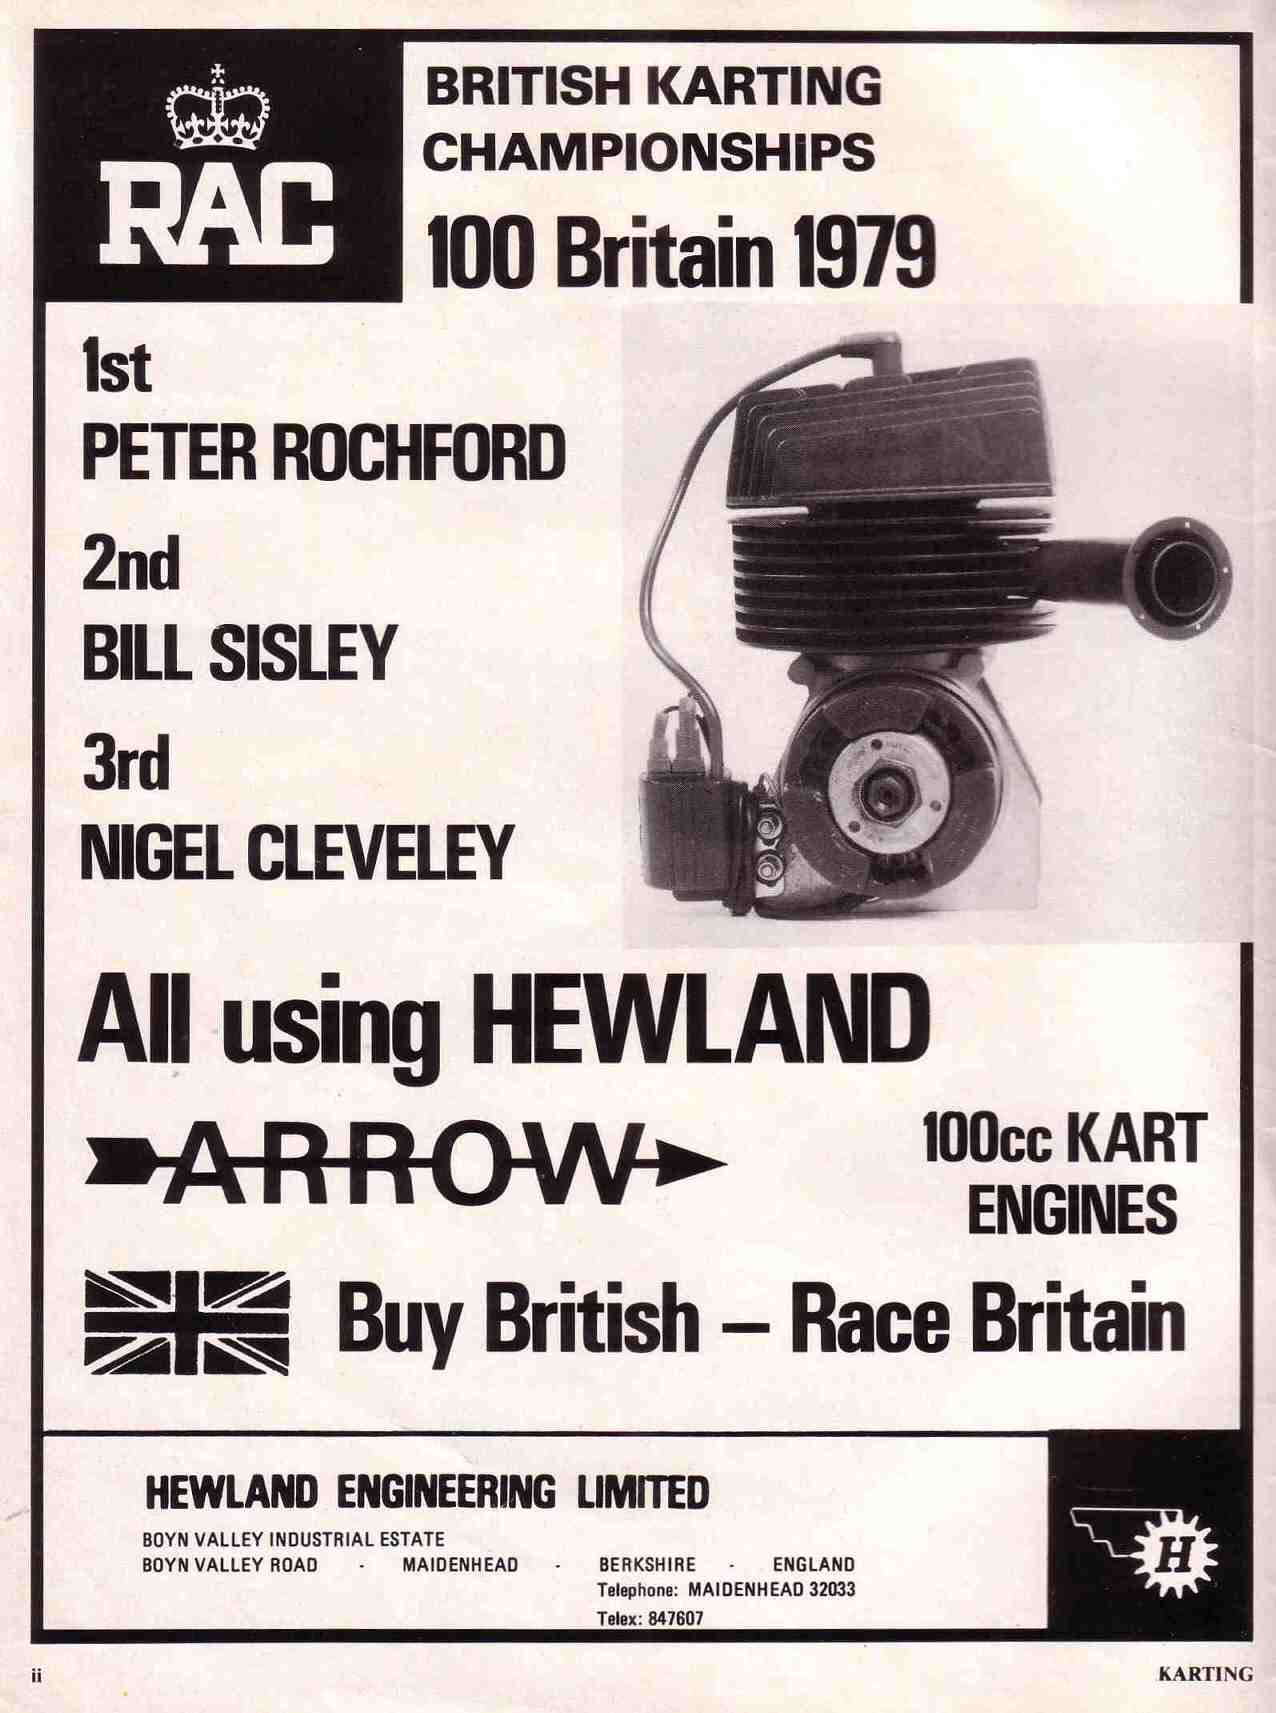 RAC
BRITISH KARTING
CHAMPIONSHIPS
100 Britain 1979
1st
PETER ROCHFORD
2nd
BILL SISLEY
3rd
NIGEL CLEVELEY
All using HEWLAND
ARROW
100cc KART
ENGINES
Buy British – Race Britain
HEWLAND ENGINEERING LIMITED
BOYN VALLEY INDUSTRIAL ESTATE
BOYN VALLEY ROAD - MAIDENHEAD - BERKSHIRE - ENGLAND
Telephone: MAIDENHEAD 32033
Telex: 847607
H
ii
KARTING